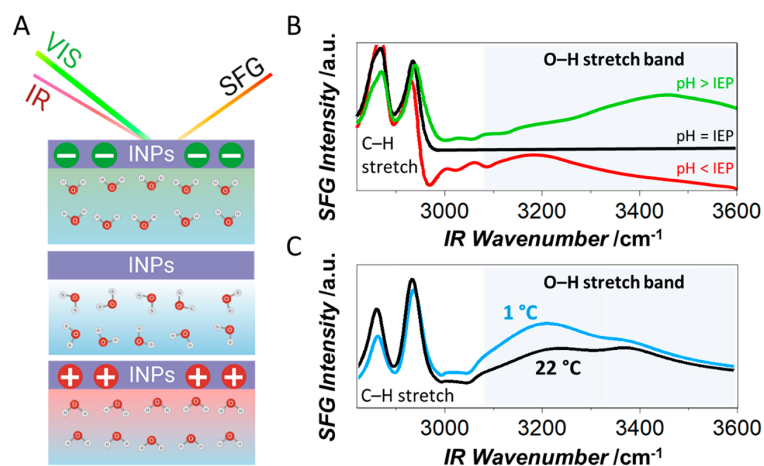 A
VIS
IR
SFG
INPs
INPs
INPs
B
SFG Intensity /a.u.
O–H stretch band
pH > IEP
pH = IEP
pH < IEP
C–H
stretch
3000
3200
3400
3600
IR Wavenumber /cm-1
C
SFG Intensity /a.u.
O–H stretch band
1 °C
22 °C
C–H stretch
3000
3200
3400
3600
IR Wavenumber /cm-1